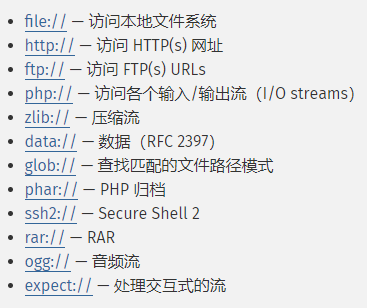 file:// — 访问本地文件系统
http:// — 访问 HTTP(s) 网址
ftp:// — 访问 FTP(s) URLs
php:// — 访问各个输入/输出流（I/O streams）
zlib:// — 压缩流
data:// — 数据（RFC 2397）
glob:// — 查找匹配的文件路径模式
phar:// — PHP 归档
ssh2:// — Secure Shell 2
rar:// — RAR
ogg:// — 音频流
expect:// — 处理交互式的流